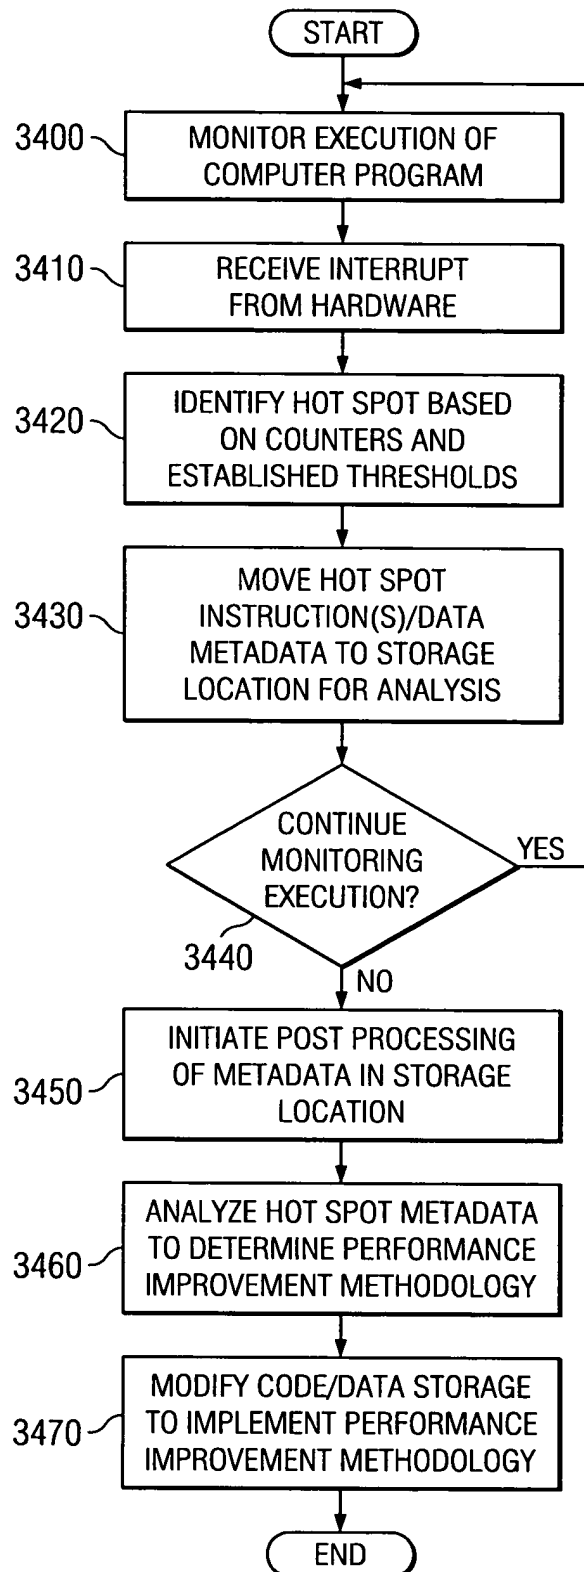 START
3400
MONITOR EXECUTION OF
COMPUTER PROGRAM
3410
RECEIVE INTERRUPT
FROM HARDWARE
3420
IDENTIFY HOT SPOT BASED
ON COUNTERS AND
ESTABLISHED THRESHOLDS
3430
MOVE HOT SPOT
INSTRUCTION(S)/DATA
METADATA TO STORAGE
LOCATION FOR ANALYSIS
CONTINUE
MONITORING
EXECUTION?
YES
3440
NO
3450
INITIATE POST PROCESSING
OF METADATA IN STORAGE
LOCATION
3460
ANALYZE HOT SPOT METADATA
TO DETERMINE PERFORMANCE
IMPROVEMENT METHODOLOGY
3470
MODIFY CODE/DATA STORAGE
TO IMPLEMENT PERFORMANCE
IMPROVEMENT METHODOLOGY
END